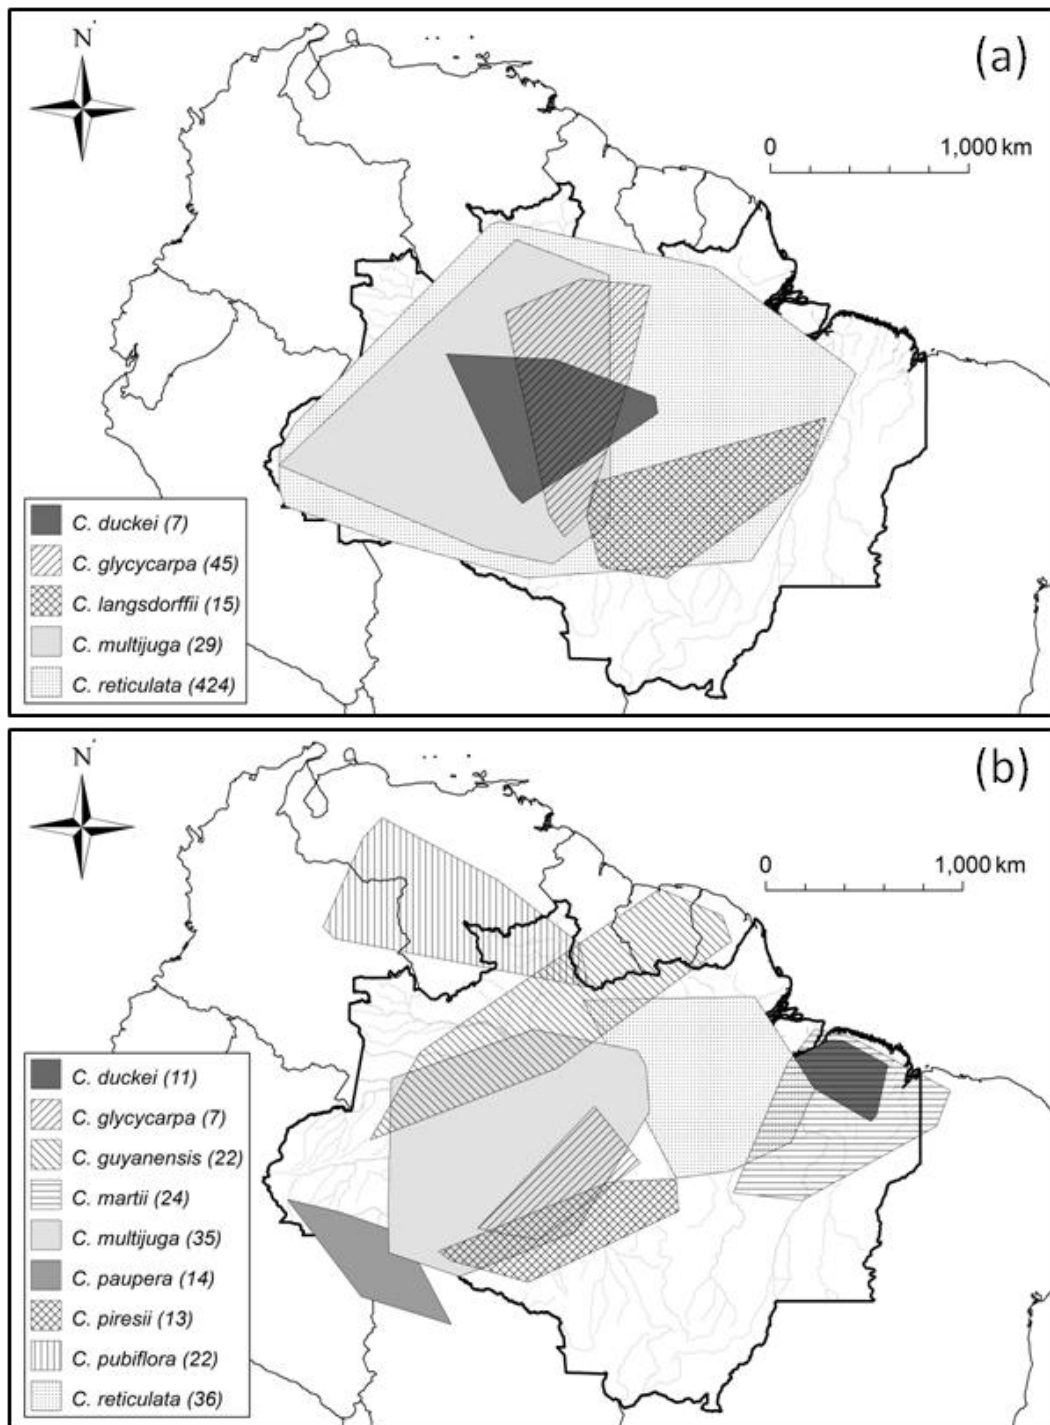 N
(a)
0 1,000 km
C. duckei (7)
C. glycycarpa (45)
C. langsdorffii (15)
C. multijuga (29)
C. reticulata (424)
N
(b)
0 1,000 km
C. duckei (11)
C. glycycarpa (7)
C. guyanensis (22)
C. martii (24)
C. multijuga (35)
C. paupera (14)
C. piresii (13)
C. pubiflora (22)
C. reticulata (36)